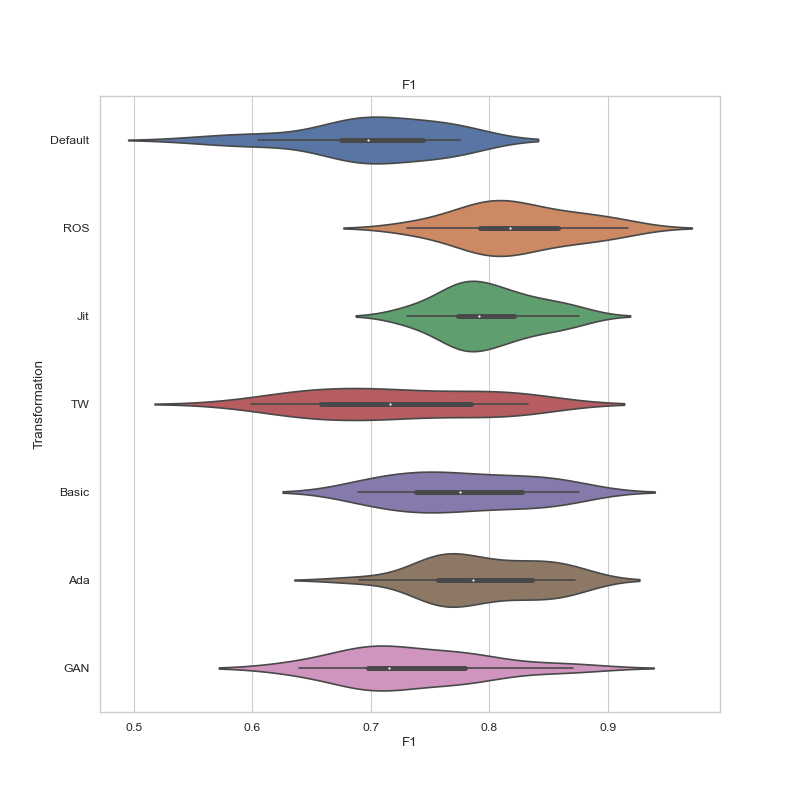 F1
Default
ROS
Jit
TW
Basic
Ada
GAN
Transformation
0.5 0.6 0.7 0.8 0.9
F1